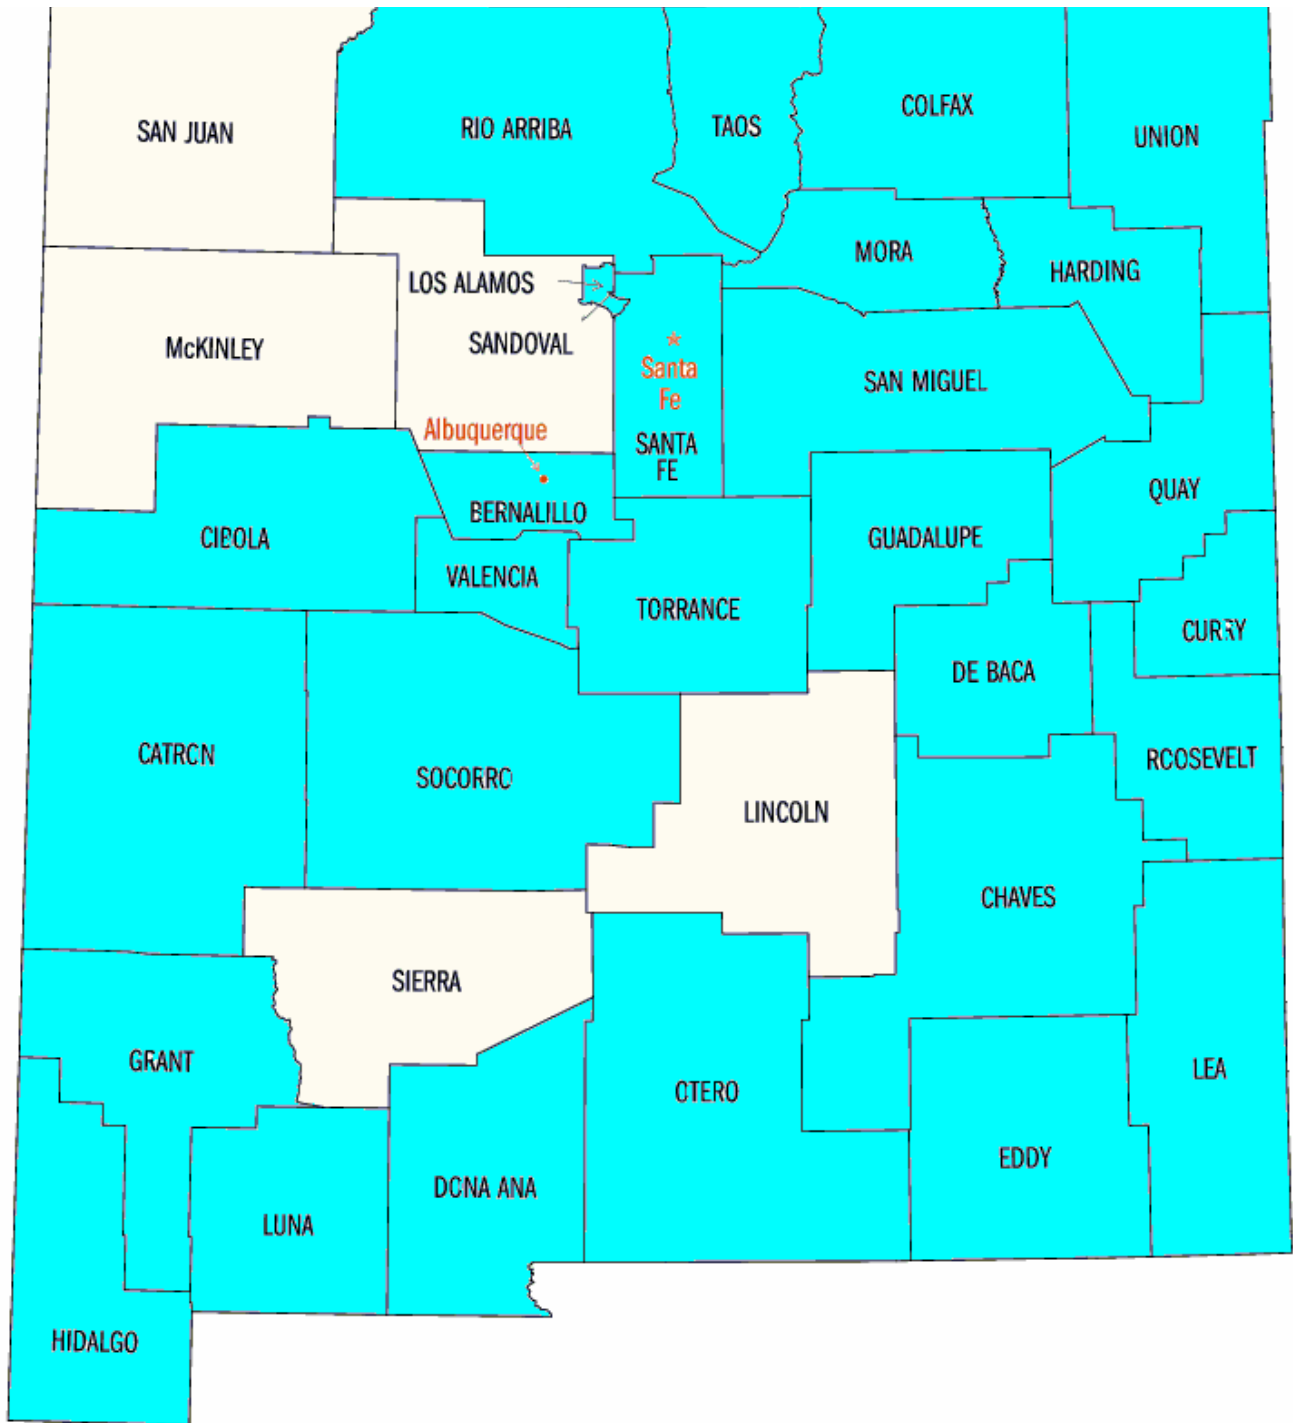 SAN JUAN
RIO ARRIBA
TAOS
COLFAX
UNION
MORA
HARDING
LOS ALAMOS
SANDOVAL
McKINLEY
Santa
Fe
SAN MIGUEL
Albuquerque
SANTA
FE
QUAY
BERNALILLO
CIBOLA
GUADALUPE
VALENCIA
TORRANCE
CURRY
DE BACA
CATRON
SOCORRO
ROOSEVELT
LINCOLN
CHAVES
SIERRA
GRANT
OTERO
LEA
EDDY
DONA ANA
LUNA
HIDALGO